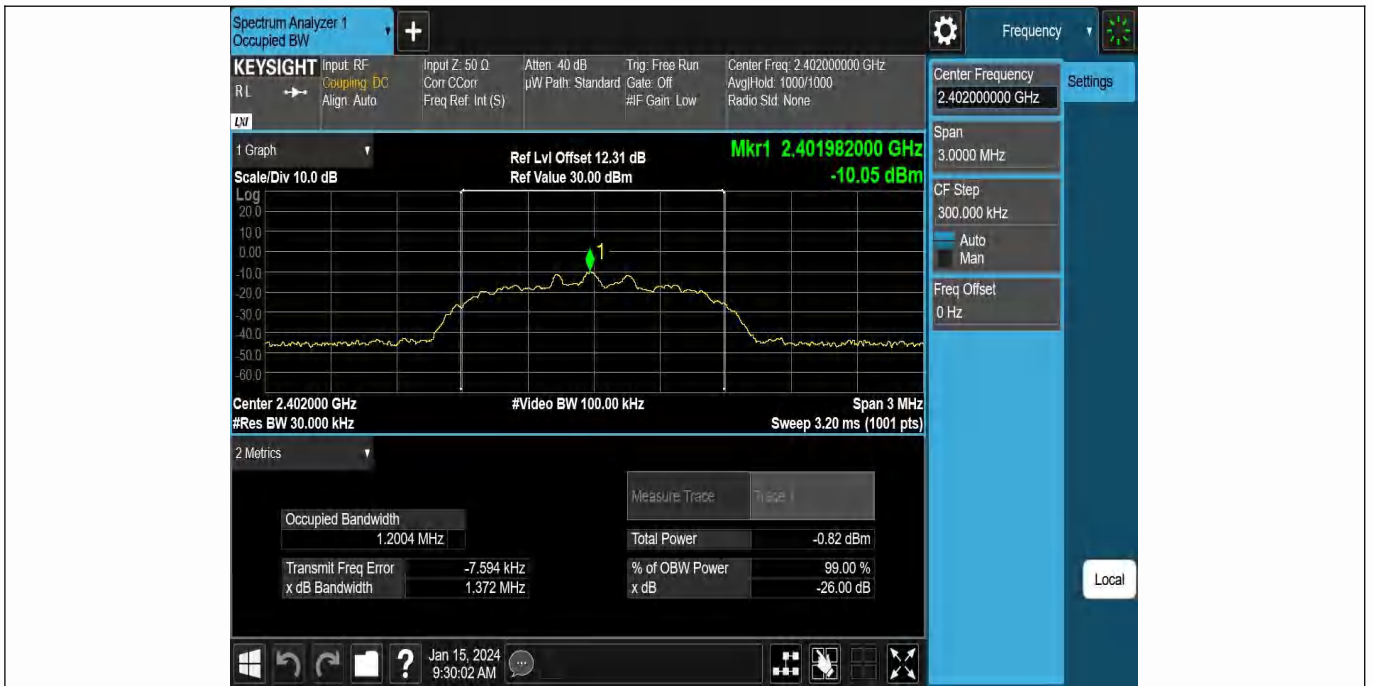 Spectrum Analyzer 1
Occupied BW
+
Frequency
KEYSIGHT
R L
LXI
Input: RF
Coupling: DC
Align: Auto
Input Z: 50 Ω
Corr CCorr
Freq Ref: Int (S)
Atten: 40 dB
µW Path: Standard
Trig: Free Run
Gate: Off
#IF Gain: Low
Center Freq: 2.402000000 GHz
Avg|Hold: 1000/1000
Radio Std: None
Center Frequency
2.402000000 GHz
Settings
Span
3.0000 MHz
CF Step
300.000 kHz
Auto
Man
Freq Offset
0 Hz
Local
1 Graph
Scale/Div 10.0 dB
Ref Lvl Offset 12.31 dB
Ref Value 30.00 dBm
Mkr1 2.401982000 GHz
-10.05 dBm
Log
20.0
10.0
0.00
-10.0
-20.0
-30.0
-40.0
-50.0
-60.0
1
Center 2.402000 GHz
#Res BW 30.000 kHz
#Video BW 100.00 kHz
Span 3 MHz
Sweep 3.20 ms (1001 pts)
2 Metrics
Measure Trace Trace 1
Occupied Bandwidth
1.2004 MHz
Total Power -0.82 dBm
Transmit Freq Error -7.594 kHz
% of OBW Power 99.00 %
x dB Bandwidth 1.372 MHz
x dB -26.00 dB
?
Jan 15, 2024
9:30:02 AM